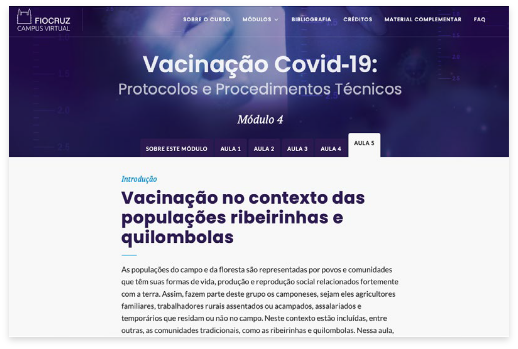 FIOCRUZ
CAMPUS VIRTUAL
SOBRE O CURSO MÓDULOS BIBLIOGRAFIA CRÉDITOS MATERIAL COMPLEMENTAR FAQ
Vacinação Covid-19:
Protocolos e Procedimentos Técnicos
Módulo 4
SOBRE ESTE MÓDULO AULA 1 AULA 2 AULA 3 AULA 4 AULA 5
Introdução
Vacinação no contexto das
populações ribeirinhas e
quilombolas
As populações do campo e da floresta são representadas por povos e comunidades
que têm suas formas de vida, produção e reprodução social relacionados fortemente
com a terra. Assim, fazem parte deste grupo os camponeses, sejam eles agricultores
familiares, trabalhadores rurais assentados ou acampados, assalariados e
temporários que residam ou não no campo. Neste contexto estão incluídas, entre
outras, as comunidades tradicionais, como as ribeirinhas e quilombolas. Nessa aula,